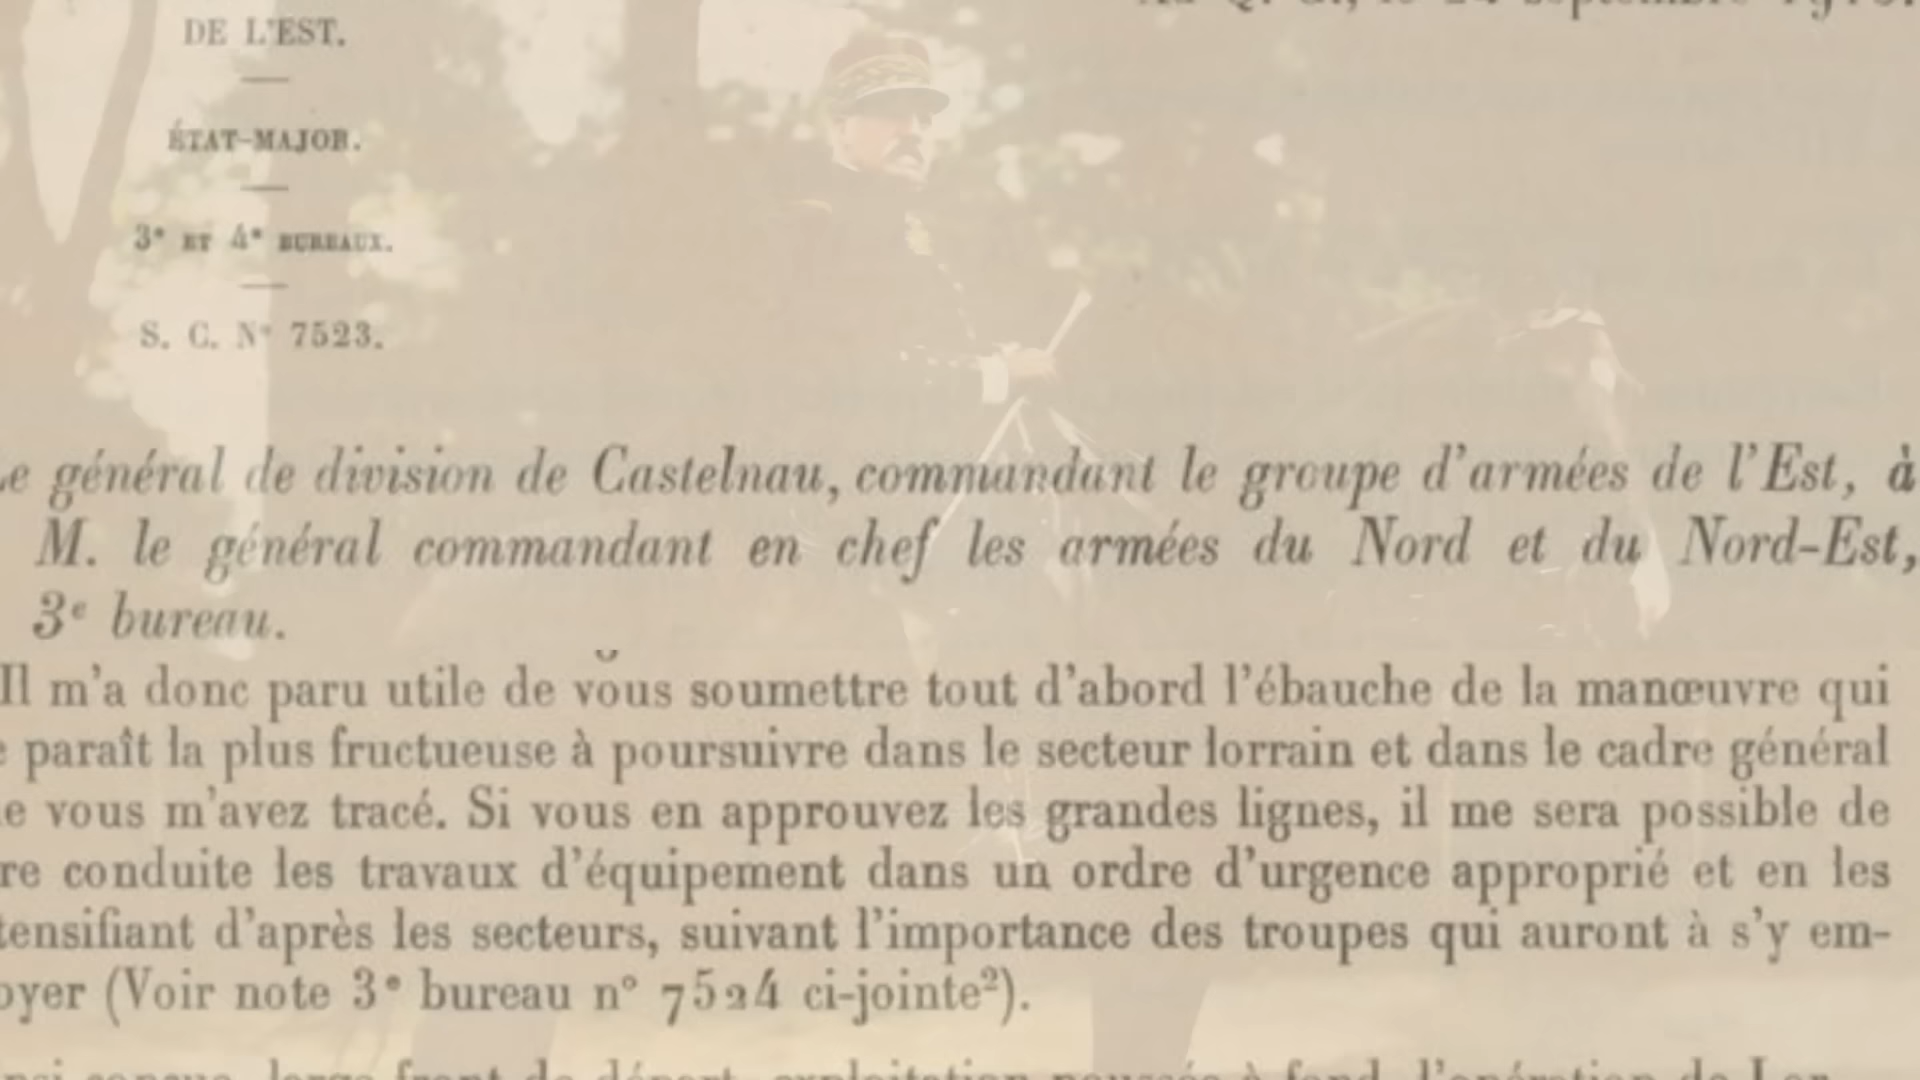 DE L'EST.
ÉTAT-MAJOR.
3e ET 4e BUREAUX.
S. C. N° 7523.
e général de division de Castelnau, commandant le groupe d'armées de l'Est, à
M. le général commandant en chef les armées du Nord et du Nord-Est,
3e bureau.
Il m'a donc paru utile de vous soumettre tout d'abord l'ébauche de la manœuvre qui
paraît la plus fructueuse à poursuivre dans le secteur lorrain et dans le cadre général
e vous m'avez tracé. Si vous en approuvez les grandes lignes, il me sera possible de
re conduite les travaux d'équipement dans un ordre d'urgence approprié et en les
tensifiant d'après les secteurs, suivant l'importance des troupes qui auront à s'y em-
oyer (Voir note 3e bureau n° 7524 ci-jointe²).